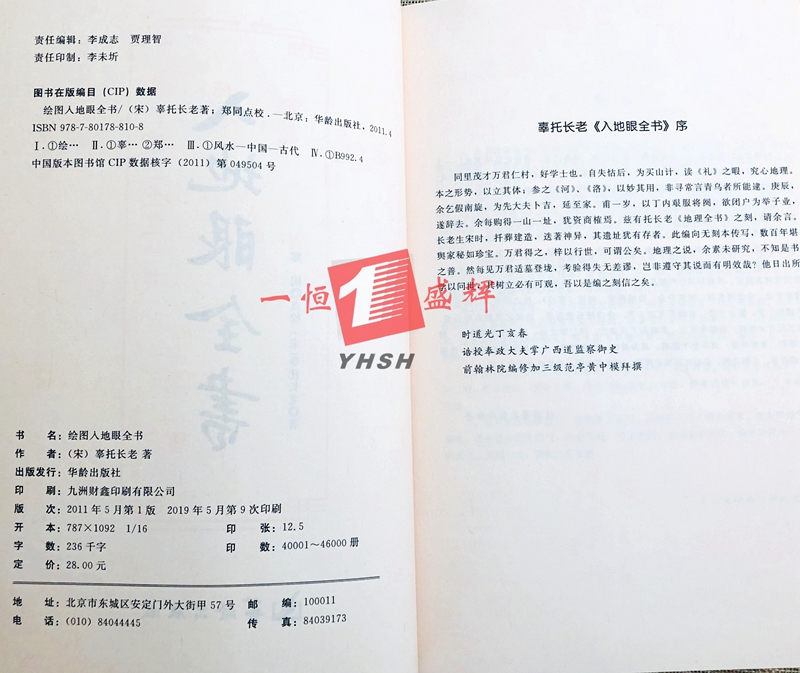 责任编辑：李成志 贾理智
责任印制：李未圻
图书在版编目（CIP）数据
绘图入地眼全书/（宋）辜托长老著；郑同点校．—北京：华龄出版社，2011.4
ISBN 978-7-80178-810-8
Ⅰ.①绘… Ⅱ.①辜…②郑… Ⅲ.①风水—中国—古代 Ⅳ.①B992.4
中国版本图书馆CIP数据核字（2011）第049504号
书 名：绘图入地眼全书
作 者：（宋）辜托长老 著
出版发行：华龄出版社
印 刷：九洲财鑫印刷有限公司
版 次：2011年5月第1版 2019年5月第9次印刷
开 本：787×1092 1/16 印 张：12.5
字 数：236千字 印 数：40001～46000册
定 价：28.00元
地 址：北京市东城区安定门外大街甲57号 邮 编：100011
电 话：(010) 84044445 传 真：84039173
辜托长老《入地眼全书》序
同里茂才万君仁村，好学士也。自失怙后，为买山计，读《礼》之暇，究心地理。
本之形势，以立其体；参之《河》、《洛》，以妙其用，非寻常言青乌者所能逮。庚辰，
余乞假南旋，为先大夫卜吉，延至家。甫一岁，以丁内艰服将阕，欲闭户为举子业，
遂辞去。余每购得一山一址，犹资商榷焉。兹有托长老《地理全书》之刻，请余言。
长老生宋时，扦葬建造，迭著神异，其遗址犹有存者。此编向无刻本传写，数百年堪
舆家秘如珍宝。万君得之，梓以行世，可谓公矣。地理之说，余素未研究，不知是书
之善。然每见万君适墓登垅，考验得失无差谬，岂非遵守其说而有明效哉？他日出所
学以问世，其树立必有可观，吾以是编之刻信之矣。
时道光丁亥春
诰授奉政大夫掌广西道监察御史
前翰林院编修加三级范亭黄中模拜撰
一恒 1 盛辉
YHSH